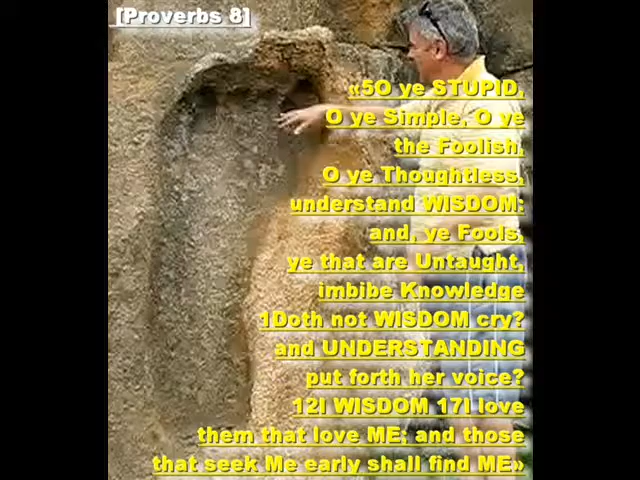 [Proverbs 8]
«5O ye STUPID,
O ye Simple, O ye
the Foolish,
O ye Thoughtless,
understand WISDOM:
and, ye Fools,
ye that are Untaught,
imbibe Knowledge
1Doth not WISDOM cry?
and UNDERSTANDING
put forth her voice?
12I WISDOM 17I love
them that love ME; and those
that seek Me early shall find ME»